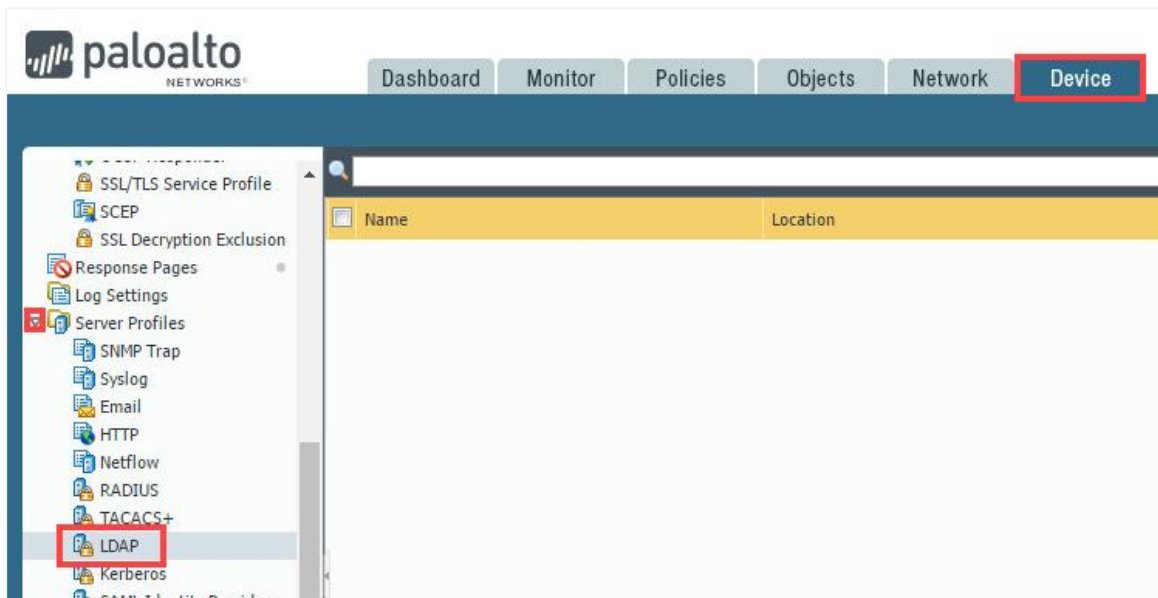 paloalto
NETWORKS®
Dashboard Monitor Policies Objects Network Device
SSL/TLS Service Profile
SCEP
SSL Decryption Exclusion
Response Pages
Log Settings
Server Profiles
SNMP Trap
Syslog
Email
HTTP
Netflow
RADIUS
TACACS+
LDAP
Kerberos
Name Location